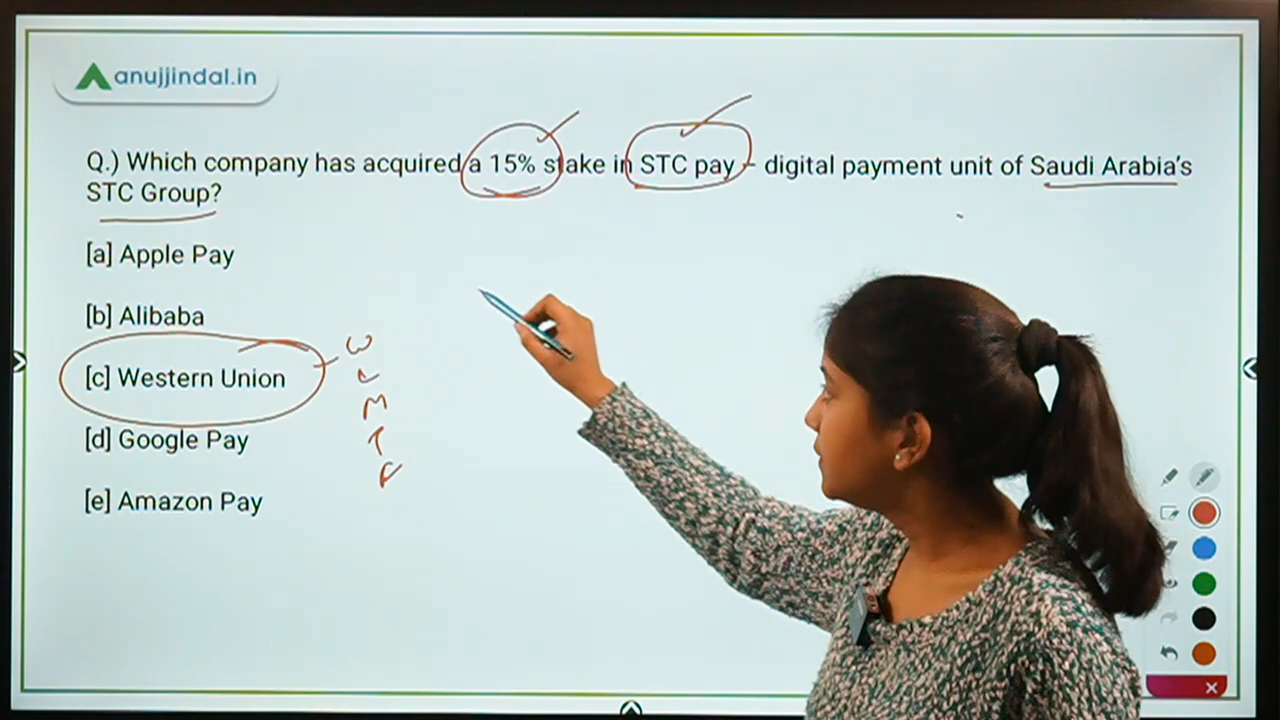 anujjindal.in
Q.) Which company has acquired a 15% stake in STC pay – digital payment unit of Saudi Arabia's
STC Group?
[a] Apple Pay
[b] Alibaba
[c] Western Union
[d] Google Pay
[e] Amazon Pay
W
M
T